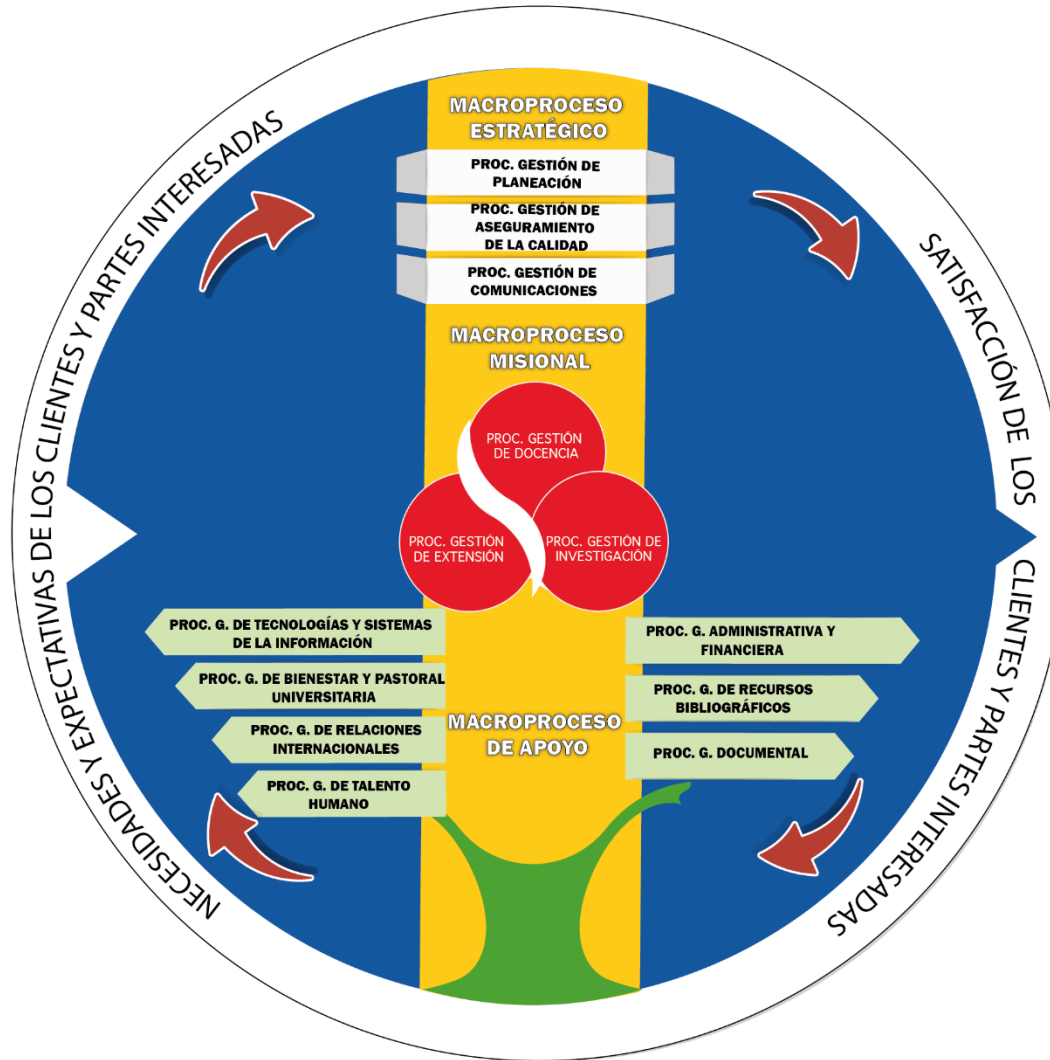 NECESIDADES Y EXPECTATIVAS DE LOS CLIENTES Y PARTES INTERESADAS
MACROPROCESO
ESTRATÉGICO
PROC. GESTIÓN DE
PLANEACIÓN
PROC. GESTIÓN DE
ASEGURAMIENTO
DE LA CALIDAD
PROC. GESTIÓN DE
COMUNICACIONES
MACROPROCESO
MISIONAL
PROC. GESTIÓN
DE DOCENCIA
PROC. GESTIÓN
DE EXTENSIÓN
PROC. GESTIÓN DE
INVESTIGACIÓN
PROC. G. DE TECNOLOGÍAS Y SISTEMAS
DE LA INFORMACIÓN
PROC. G. DE BIENESTAR Y PASTORAL
UNIVERSITARIA
PROC. G. DE RELACIONES
INTERNACIONALES
PROC. G. DE TALENTO
HUMANO
MACROPROCESO
DE APOYO
PROC. G. ADMINISTRATIVA Y
FINANCIERA
PROC. G. DE RECURSOS
BIBLIOGRÁFICOS
PROC. G. DOCUMENTAL
SATISFACCIÓN DE LOS
CLIENTES Y PARTES INTERESADAS